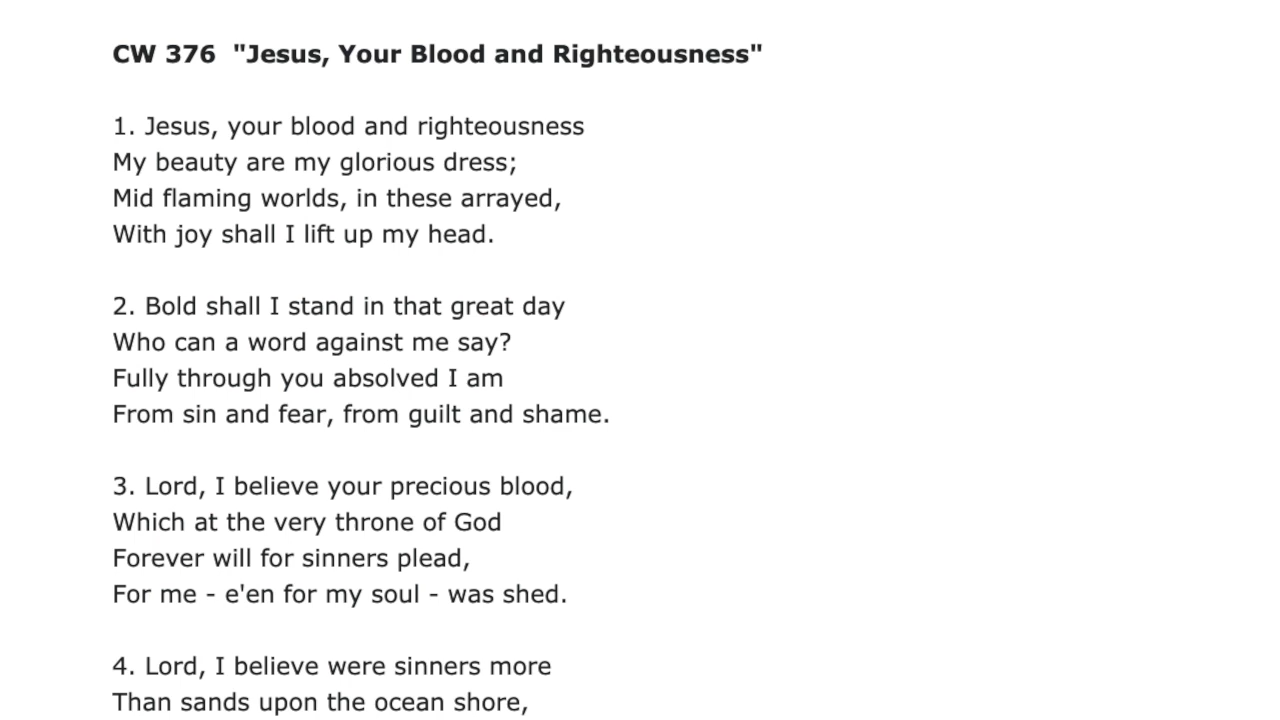 CW 376  "Jesus, Your Blood and Righteousness"
1. Jesus, your blood and righteousness
My beauty are my glorious dress;
Mid flaming worlds, in these arrayed,
With joy shall I lift up my head.
2. Bold shall I stand in that great day
Who can a word against me say?
Fully through you absolved I am
From sin and fear, from guilt and shame.
3. Lord, I believe your precious blood,
Which at the very throne of God
Forever will for sinners plead,
For me - e'en for my soul - was shed.
4. Lord, I believe were sinners more
Than sands upon the ocean shore,